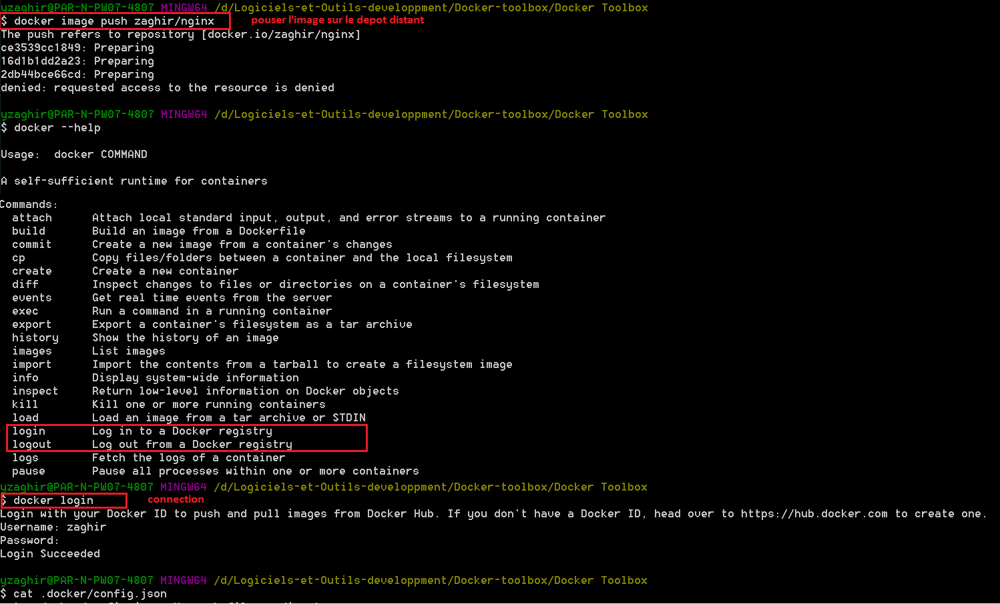 yzaghir@PAR-N-PW07-4807 MINGW64 /d/Logiciels-et-Outils-developpment/Docker-toolbox/Docker Toolbox
$ docker image push zaghir/nginx pouser l'image sur le depot distant
The push refers to repository [docker.io/zaghir/nginx]
ce3539cc1849: Preparing
16d1b1dd2a23: Preparing
2db44bce66cd: Preparing
denied: requested access to the resource is denied
yzaghir@PAR-N-PW07-4807 MINGW64 /d/Logiciels-et-Outils-developpment/Docker-toolbox/Docker Toolbox
$ docker --help
Usage:  docker COMMAND
A self-sufficient runtime for containers
Commands:
  attach      Attach local standard input, output, and error streams to a running container
  build       Build an image from a Dockerfile
  commit      Create a new image from a container's changes
  cp          Copy files/folders between a container and the local filesystem
  create      Create a new container
  diff        Inspect changes to files or directories on a container's filesystem
  events      Get real time events from the server
  exec        Run a command in a running container
  export      Export a container's filesystem as a tar archive
  history     Show the history of an image
  images      List images
  import      Import the contents from a tarball to create a filesystem image
  info        Display system-wide information
  inspect     Return low-level information on Docker objects
  kill        Kill one or more running containers
  load        Load an image from a tar archive or STDIN
  login       Log in to a Docker registry
  logout      Log out from a Docker registry
  logs        Fetch the logs of a container
  pause       Pause all processes within one or more containers
yzaghir@PAR-N-PW07-4807 MINGW64 /d/Logiciels-et-Outils-developpment/Docker-toolbox/Docker Toolbox
$ docker login connection
Login with your Docker ID to push and pull images from Docker Hub. If you don't have a Docker ID, head over to https://hub.docker.com to create one.
Username: zaghir
Password:
Login Succeeded
yzaghir@PAR-N-PW07-4807 MINGW64 /d/Logiciels-et-Outils-developpment/Docker-toolbox/Docker Toolbox
$ cat .docker/config.json